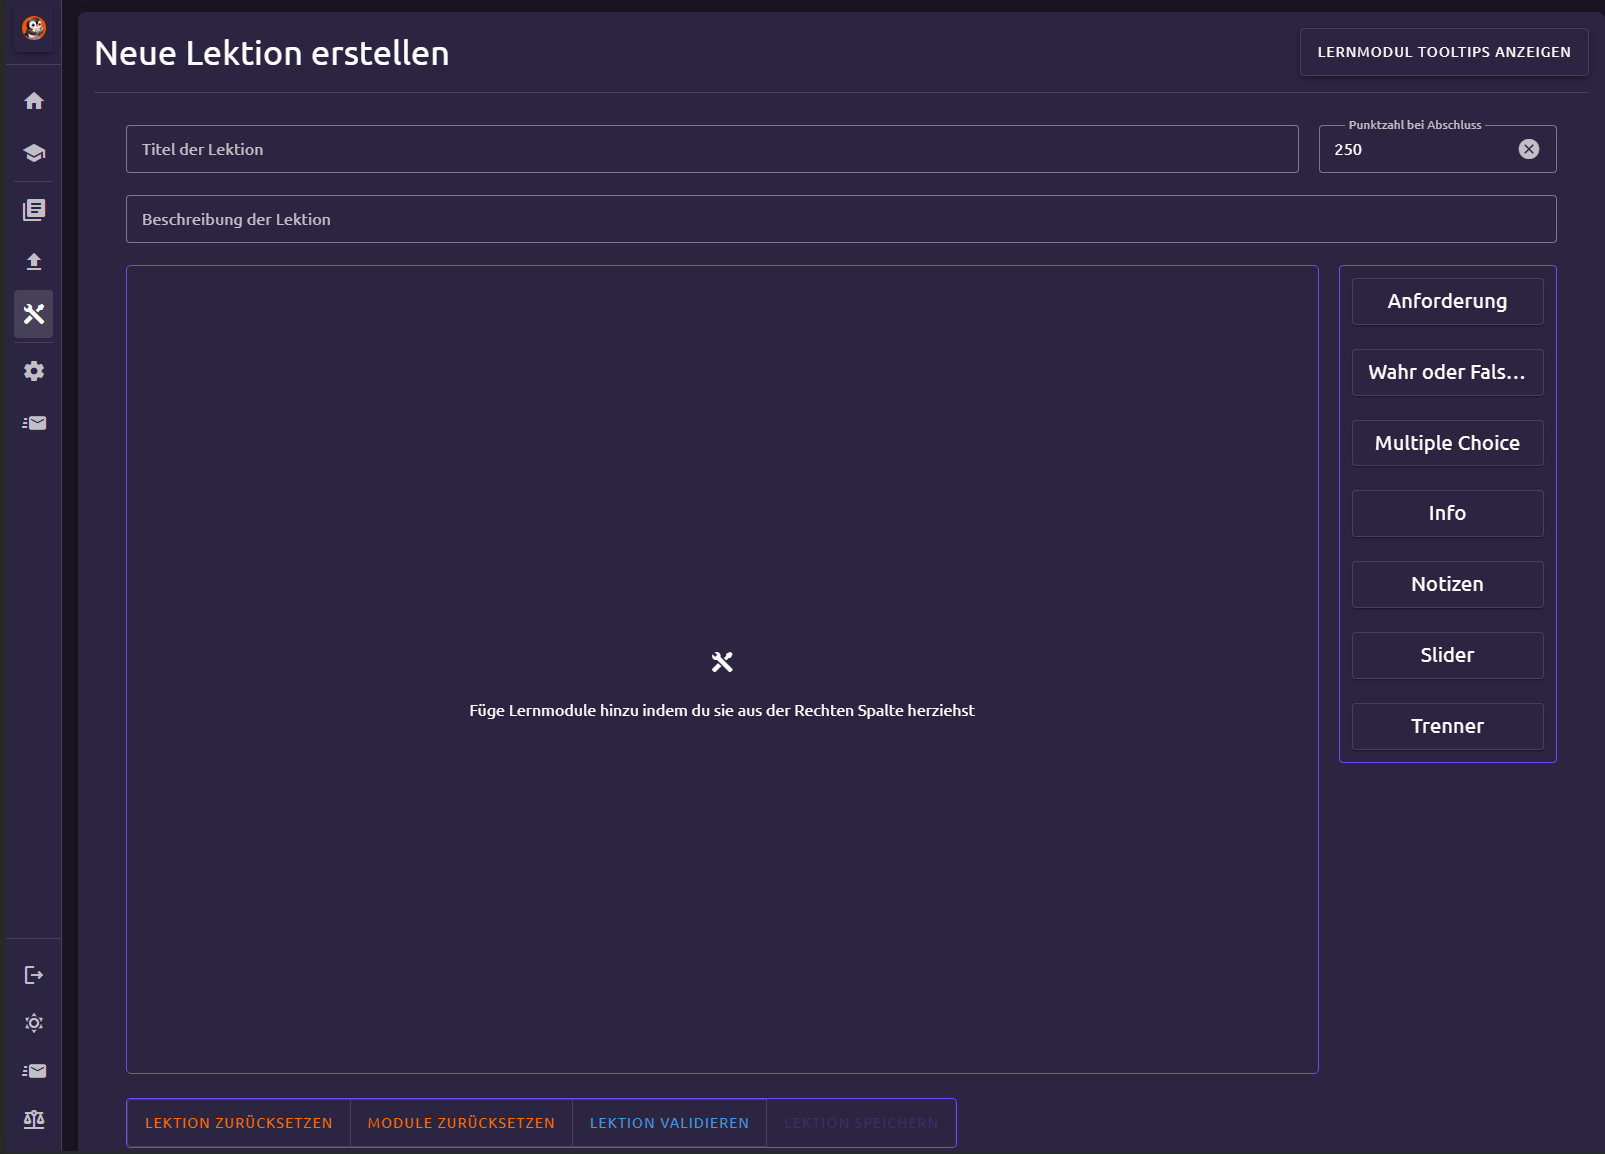 Neue Lektion erstellen
LERNMODUL TOOLTIPS ANZEIGEN
Titel der Lektion
Punktzahl bei Abschluss
250
Beschreibung der Lektion
Anforderung
Wahr oder Fals...
Multiple Choice
Info
Notizen
Slider
Trenner
Füge Lernmodule hinzu indem du sie aus der Rechten Spalte herziehst
LEKTION ZURÜCKSETZEN
MODULE ZURÜCKSETZEN
LEKTION VALIDIEREN
LEKTION SPEICHERN